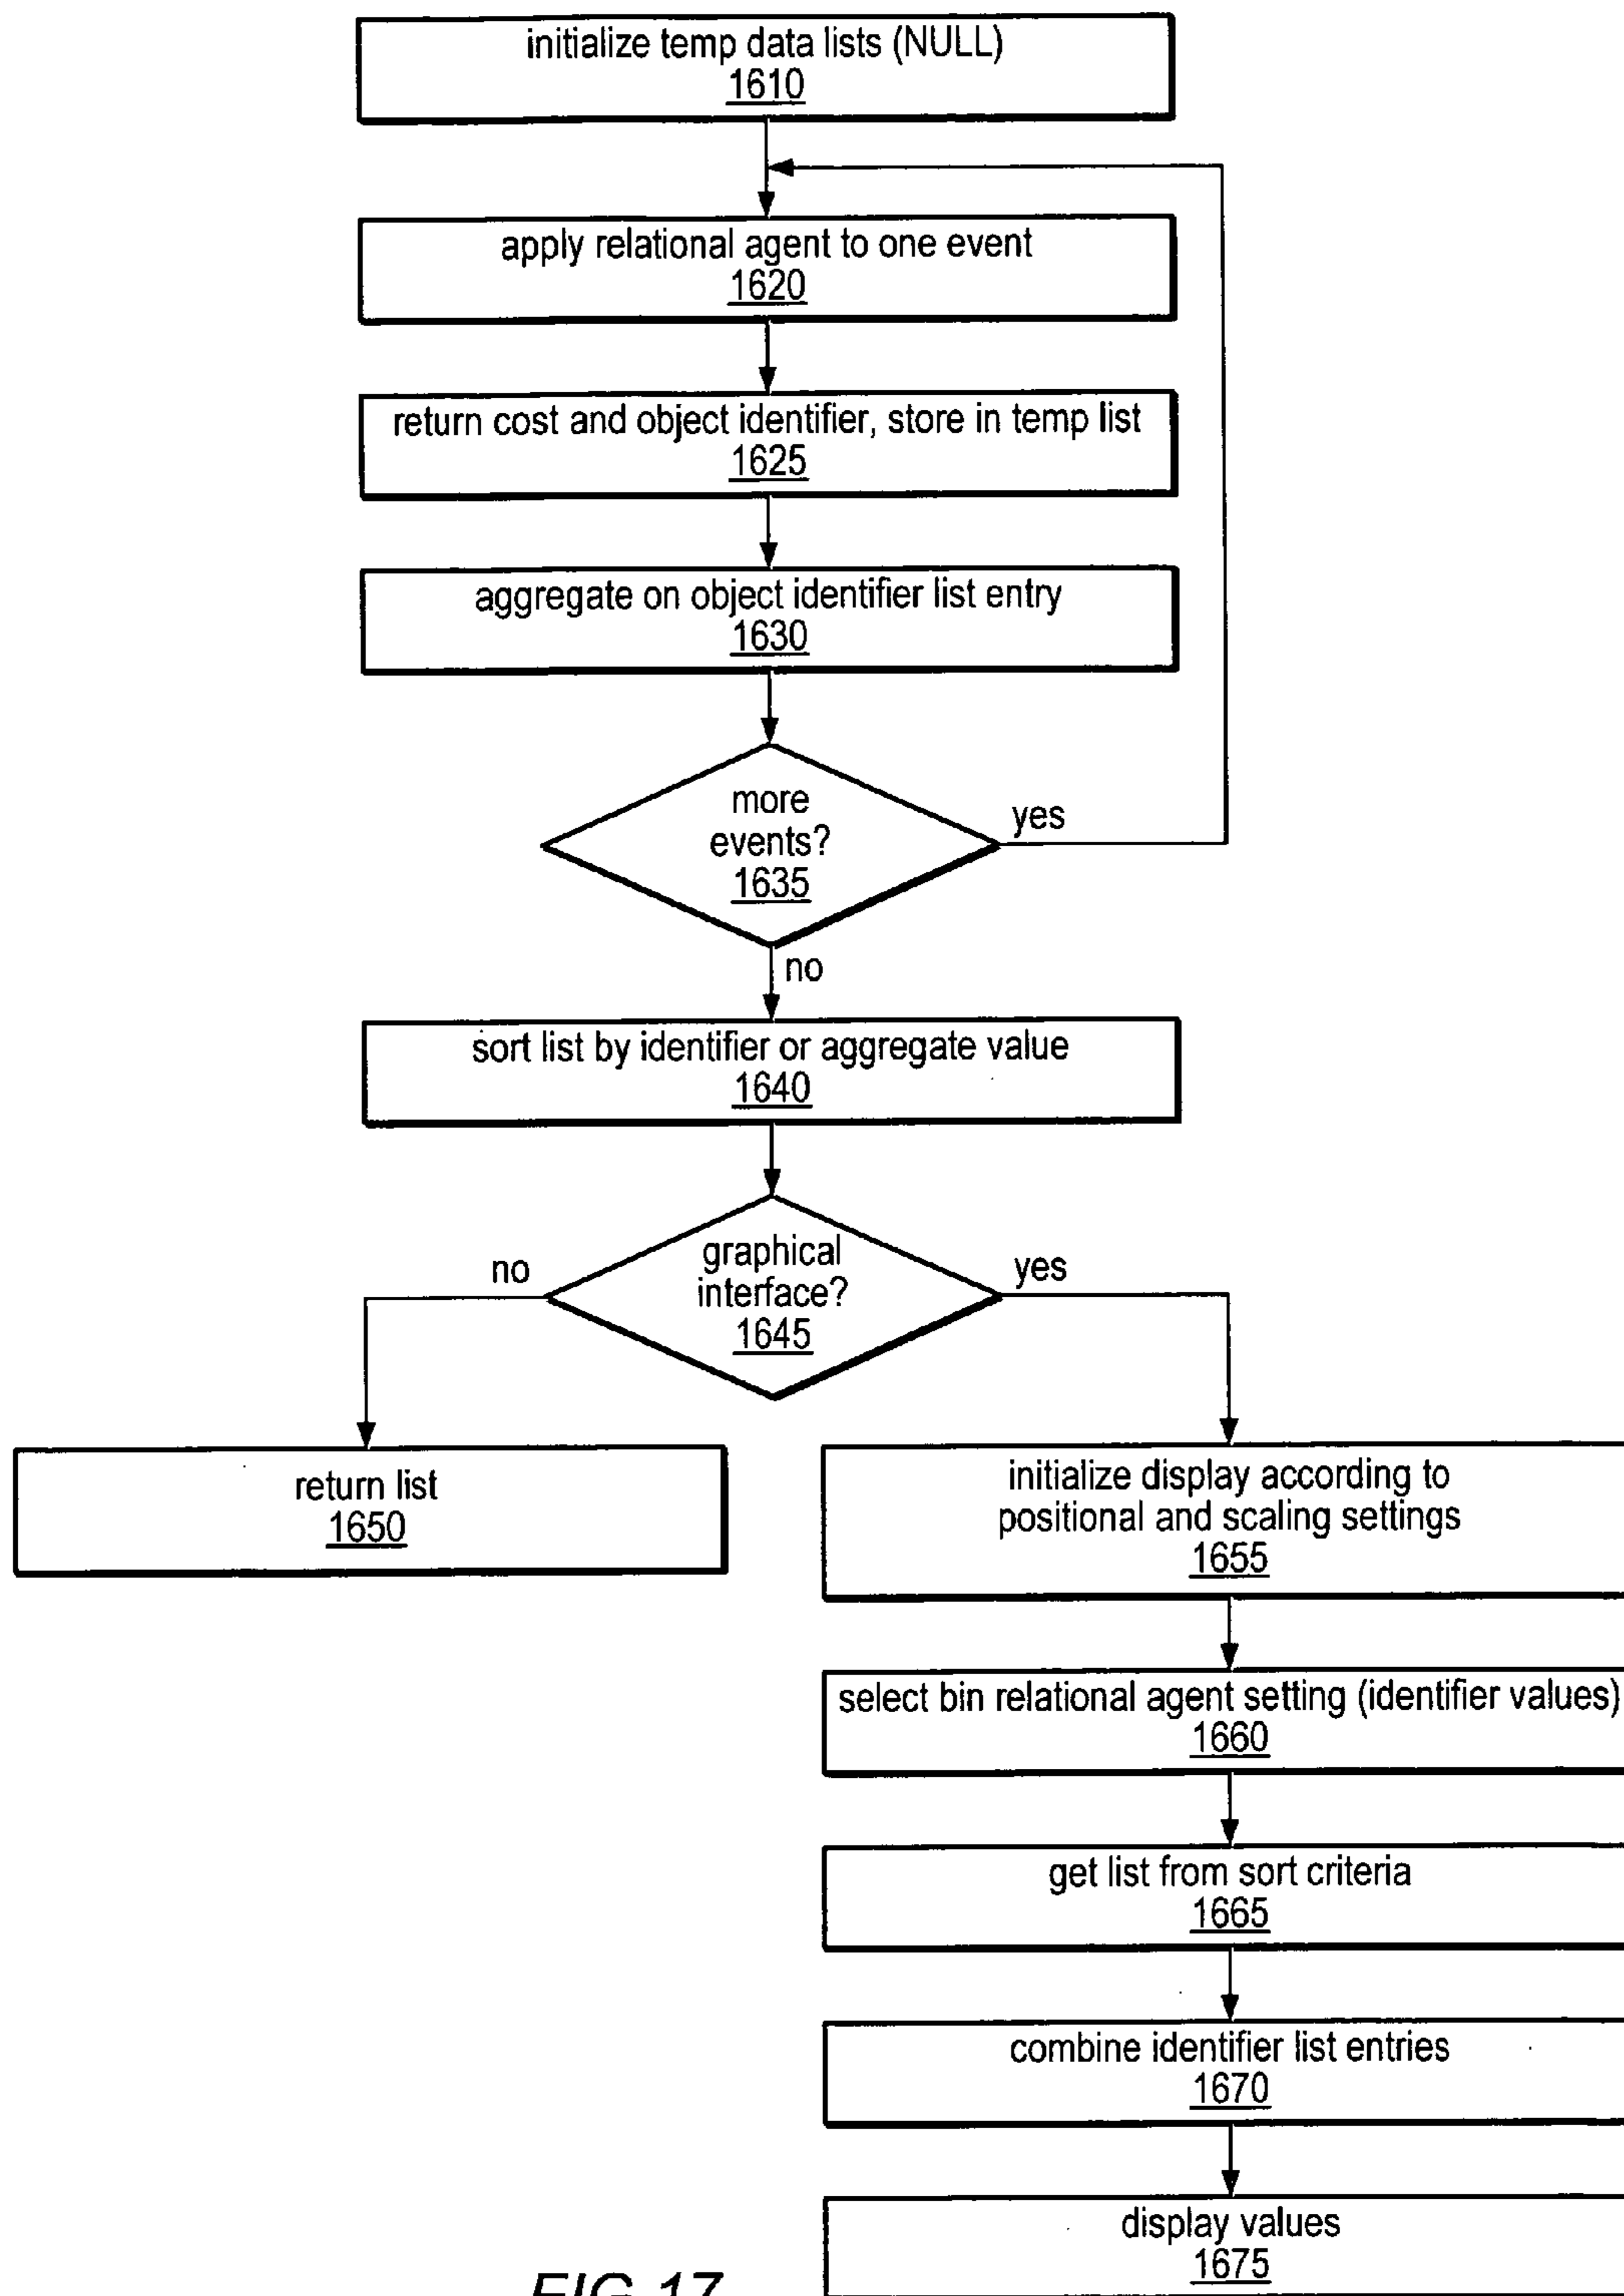 initialize temp data lists (NULL)
1610
apply relational agent to one event
1620
return cost and object identifier, store in temp list
1625
aggregate on object identifier list entry
1630
more
events?
1635
yes
no
sort list by identifier or aggregate value
1640
graphical
interface?
1645
no
yes
return list
1650
initialize display according to
positional and scaling settings
1655
select bin relational agent setting (identifier values)
1660
get list from sort criteria
1665
combine identifier list entries
1670
display values
1675
FIG. 17